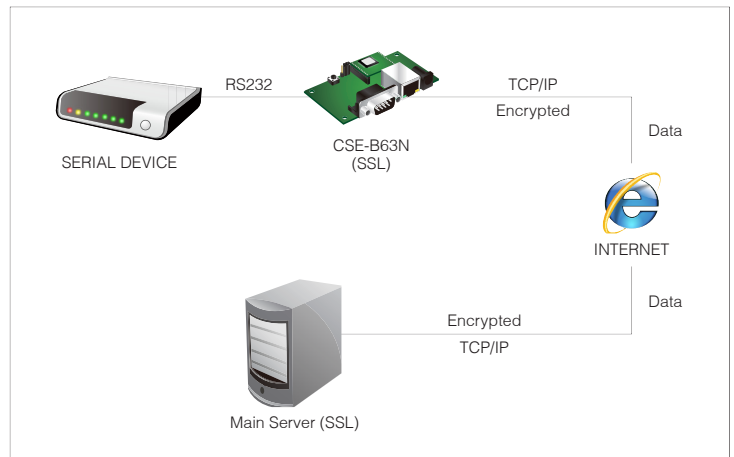 RS232
TCP/IP
Encrypted
Data
SERIAL DEVICE
CSE-B63N
(SSL)
INTERNET
Data
Encrypted
TCP/IP
Main Server (SSL)